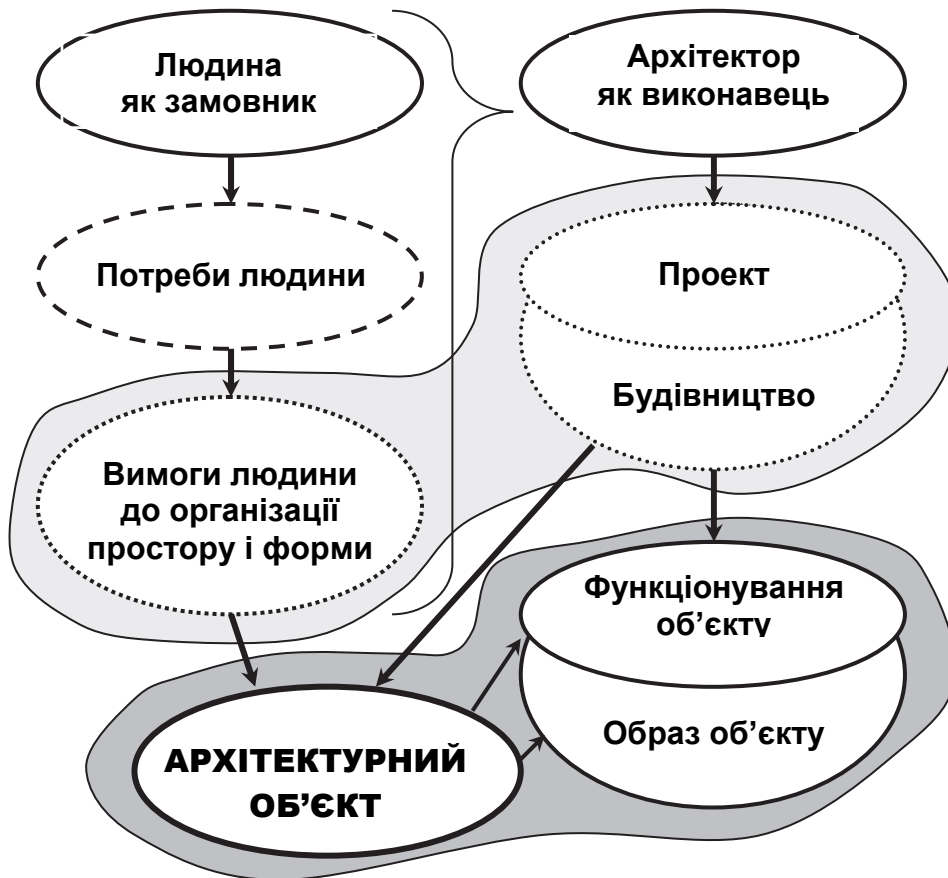 Людина
як замовник
Архітектор
як виконавець
Потреби людини
Проект
Будівництво
Вимоги людини
до організації
простору і форми
Функціонування
об’єкту
Образ об’єкту
АРХІТЕКТУРНИЙ
ОБ’ЄКТ